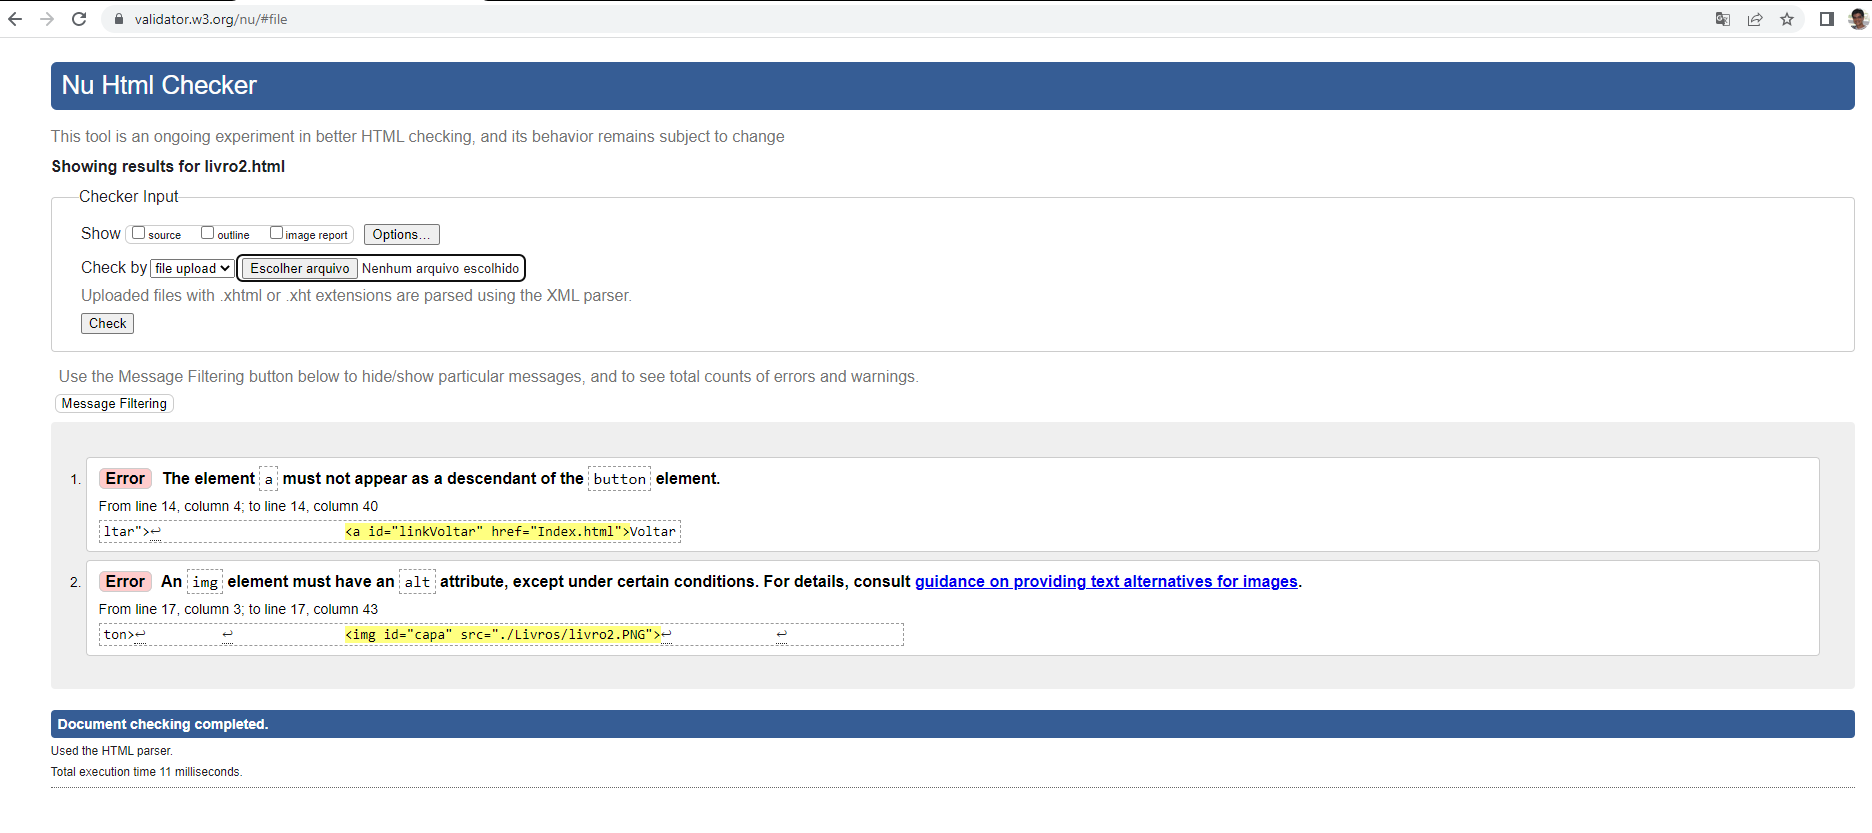 validator.w3.org/nu/#file
Nu Html Checker
This tool is an ongoing experiment in better HTML checking, and its behavior remains subject to change
Showing results for livro2.html
Checker Input
Show source outline image report Options...
Check by file upload Escolher arquivo Nenhum arquivo escolhido
Uploaded files with .xhtml or .xht extensions are parsed using the XML parser.
Check
Use the Message Filtering button below to hide/show particular messages, and to see total counts of errors and warnings.
Message Filtering
1. Error The element a must not appear as a descendant of the button element.
From line 14, column 4; to line 14, column 40
ltar">↩ <a id="linkVoltar" href="Index.html">Voltar
2. Error An img element must have an alt attribute, except under certain conditions. For details, consult guidance on providing text alternatives for images.
From line 17, column 3; to line 17, column 43
ton>↩ ↩ <img id="capa" src="./Livros/livro2.PNG">↩ ↩
Document checking completed.
Used the HTML parser.
Total execution time 11 milliseconds.